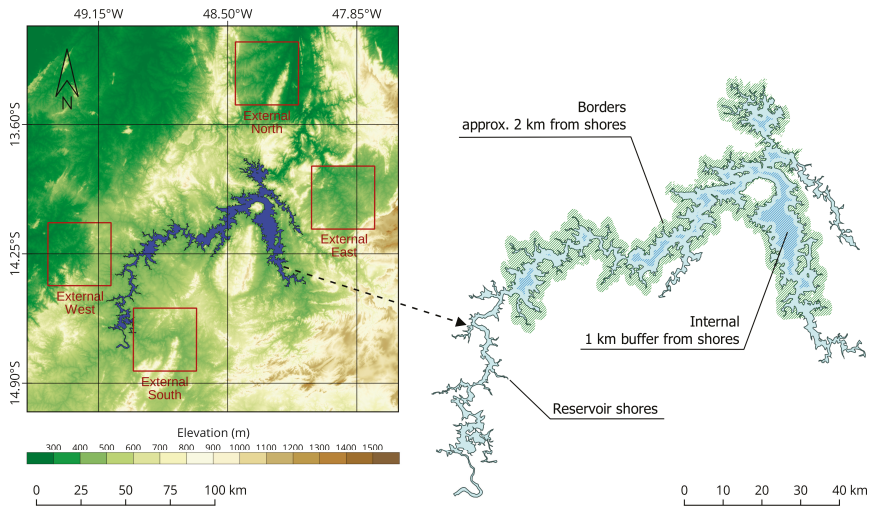 49.15°W 48.50°W 47.85°W
13.60°S
14.25°S
14.90°S
N
External
North
External
East
External
West
External
South
Elevation (m)
300 400 500 600 700 800 900 1000 1100 1200 1300 1400 1500
0 25 50 75 100 km
Borders
approx. 2 km from shores
Internal
1 km buffer from shores
Reservoir shores
0 10 20 30 40 km